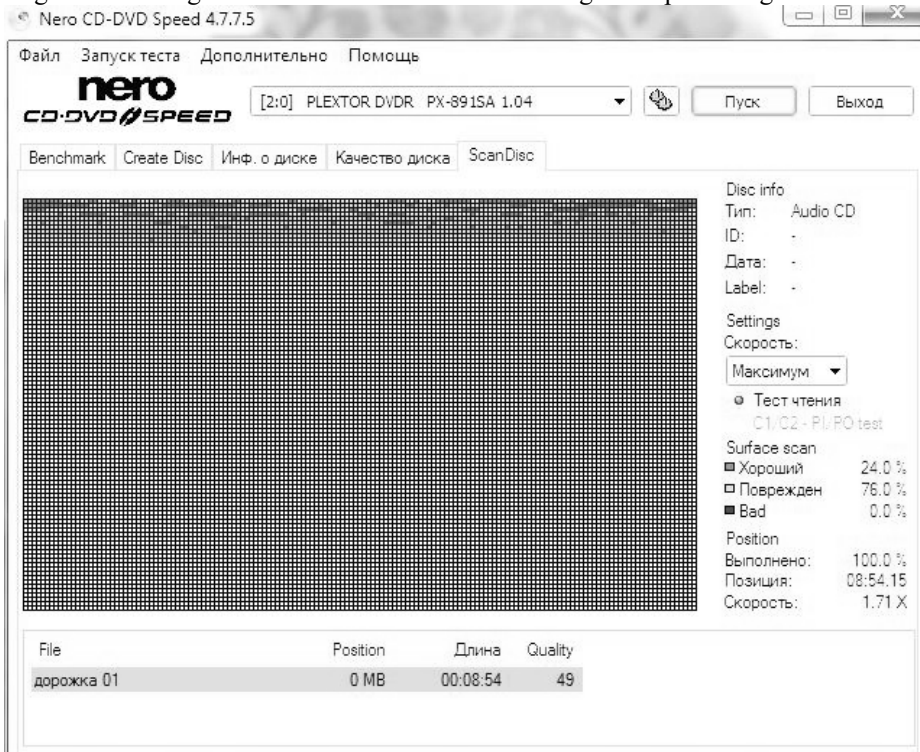 Nero CD-DVD Speed 4.7.7.5
Файл Запуск теста Дополнительно Помощь
nero
CD·DVD SPEED
[2:0] PLEXTOR DVDR PX-891SA 1.04
Пуск Выход
Benchmark Create Disc Инф. о диске Качество диска ScanDisc
Disc info
Тип: Audio CD
ID: -
Дата: -
Label: -
Settings
Скорость:
Максимум
Тест чтения
C1/C2 - PI/PO test
Surface scan
Хороший 24.0 %
Поврежден 76.0 %
Bad 0.0 %
Position
Выполнено: 100.0 %
Позиция: 08:54.15
Скорость: 1.71 X
File Position Длина Quality
дорожка 01 0 MB 00:08:54 49